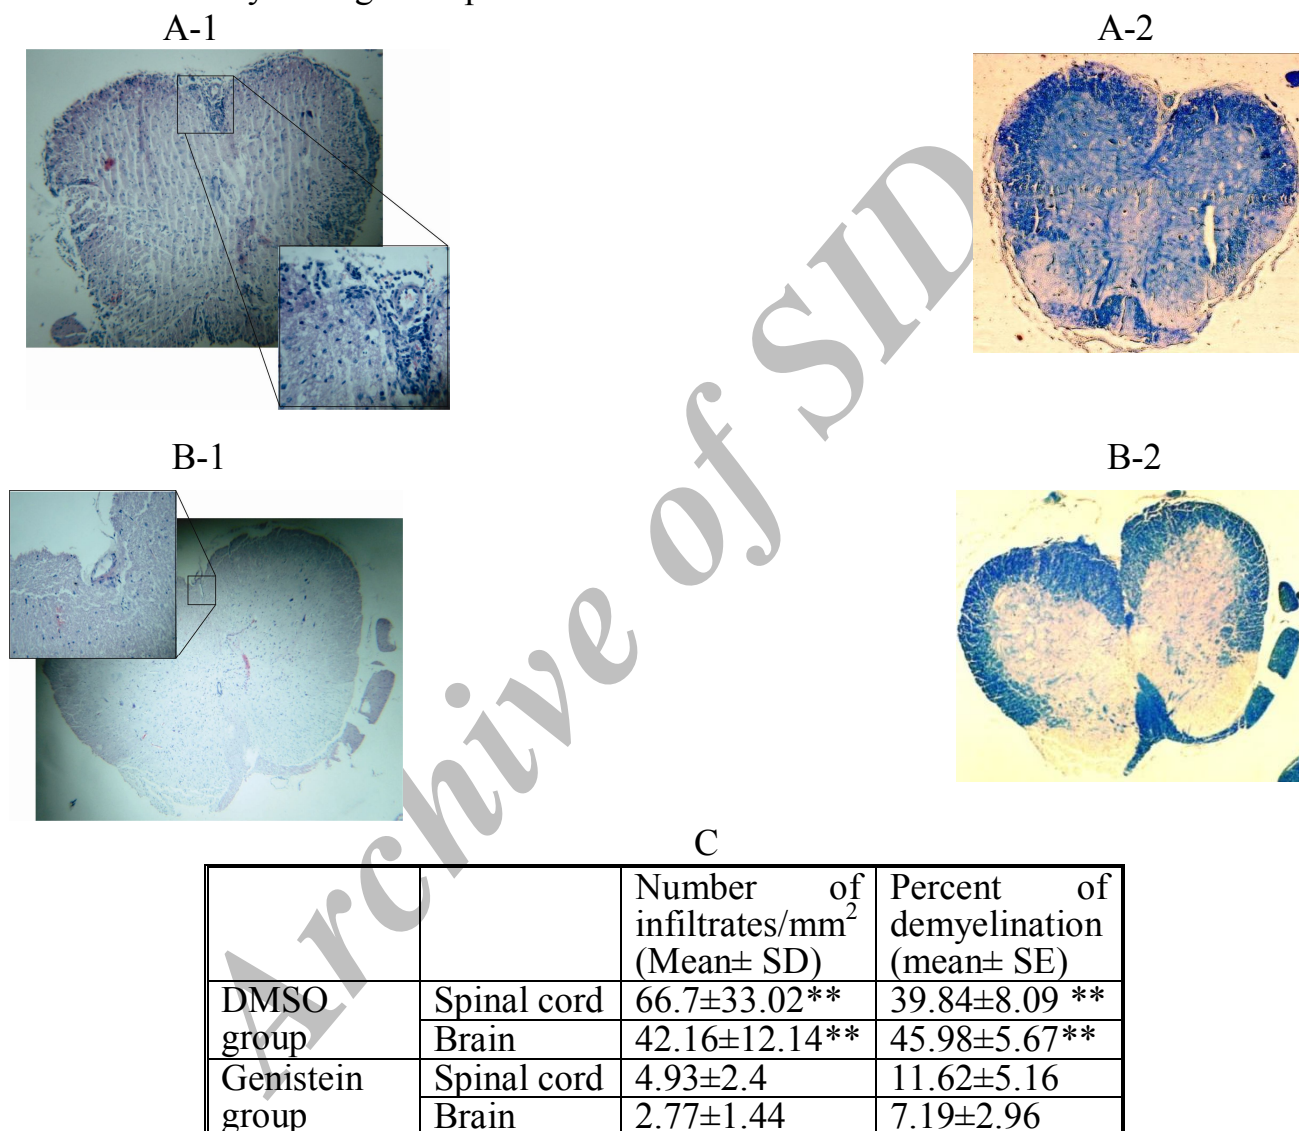 A-1
A-2
B-1
B-2
Archive of SID
C
Number of infiltrates/mm² (Mean± SD)
Percent of demyelination (mean± SE)
DMSO group
Spinal cord 66.7±33.02** 39.84±8.09 **
Brain 42.16±12.14** 45.98±5.67**
Genistein group
Spinal cord 4.93±2.4 11.62±5.16
Brain 2.77±1.44 7.19±2.96